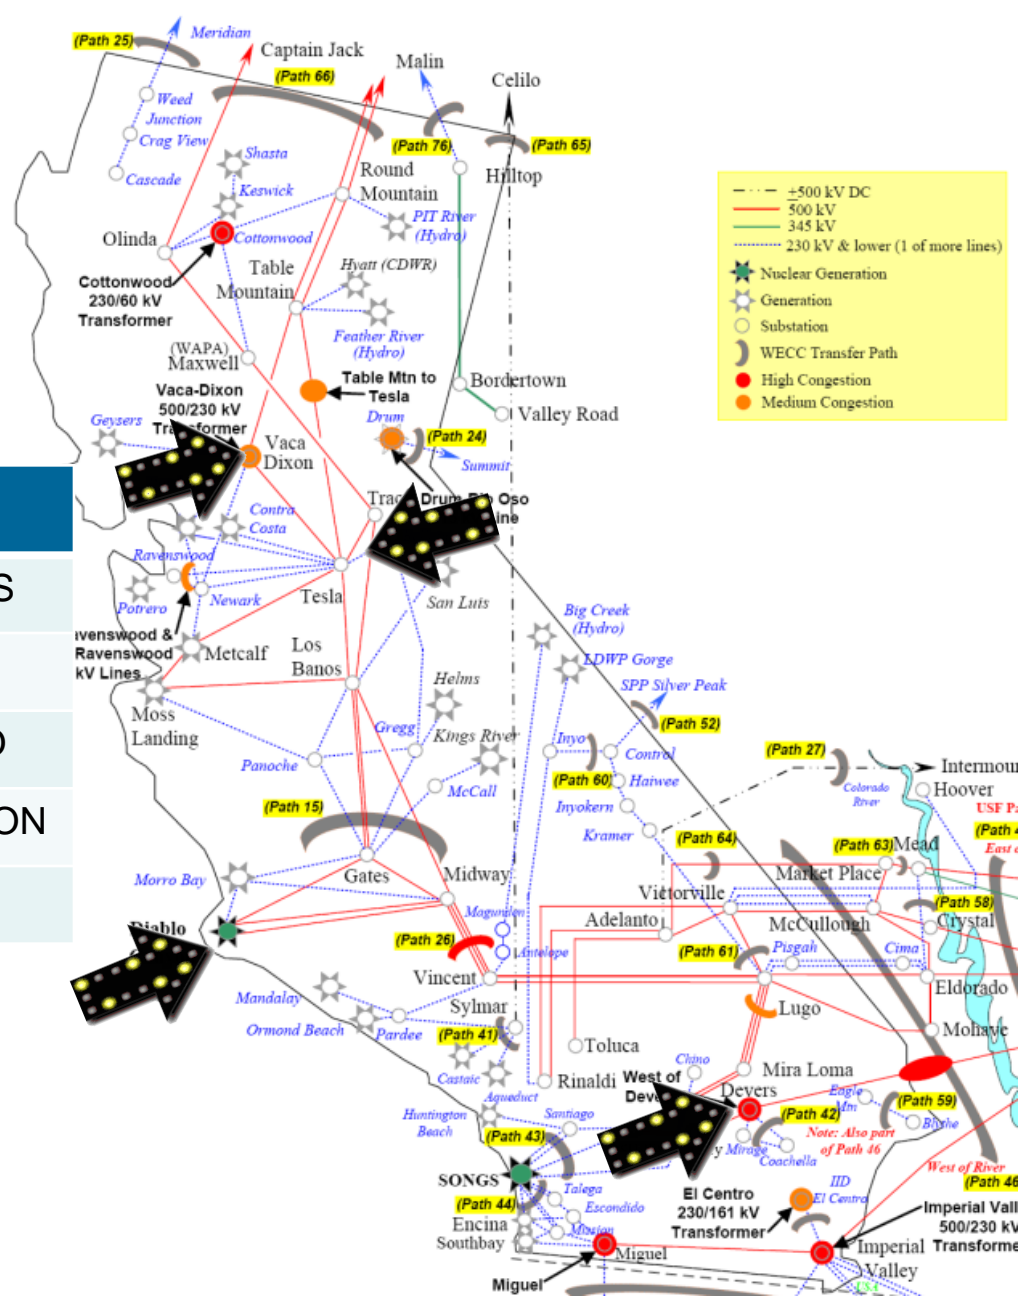 (Path 25)
Meridian
Captain Jack
(Path 66)
Malin
Celilo
Weed
Junction
Crag View
Cascade
Shasta
Keswick
(Path 76)
(Path 65)
Round
Mountain
Hilltop
PIT River
(Hydro)
Olinda
Cottonwood
Cottonwood
230/60 kV
Transformer
Table
Mountain
Hyatt (CDWR)
Feather River
(Hydro)
+500 kV DC
500 kV
345 kV
230 kV & lower (1 of more lines)
Nuclear Generation
Generation
Substation
WECC Transfer Path
High Congestion
Medium Congestion
(WAPA)
Maxwell
Vaca-Dixon
500/230 kV
Table Mtn to
Tesla
Bordertown
Valley Road
Geysers
Drum
(Path 24)
Summit
Vaca
Dixon
Drum
Oso
Contra
Costa
Ravenswood
Potrero
Newark
Tesla
San Luis
Ravenswood
kV Lines
Metcalf
Los
Banos
Moss
Landing
Big Creek
(Hydro)
LDWP Gorge
SPP Silver Peak
(Path 52)
Helms
Gregg
Kings River
Panoche
McCall
Inyo
Control
(Path 60)
Haiwee
Inyokern
Kramer
(Path 27)
Colorado
River
Hoover
(Path 15)
Gates
Midway
Morro Bay
Diablo
(Path 64)
(Path 63)
Mead
Market Place
Victorville
Adelanto
McCullough
(Path 58)
Crystal
Magunden
Antelope
(Path 26)
Vincent
(Path 61)
Pisgah
Cima
Eldorado
Mandalay
Ormond Beach
Pardee
Sylmar
(Path 41)
Lugo
Mohave
Castaic
Aqueduct
Toluca
Rinaldi
Chino
Mira Loma
West of
Devers
Huntington
Beach
Santiago
(Path 43)
(Path 42)
Eagle
Mtn
(Path 59)
Blythe
Note: Also part
of Path 46
Mirage
Coachella
West of River
(Path 46
SONGS
(Path 44)
Talega
Escondido
Encina
Mission
Southbay
El Centro
230/161 kV
Transformer
IID
El Centro
Miguel
Miguel
Imperial
Valley
500/230 kV
USA
S
O
ON